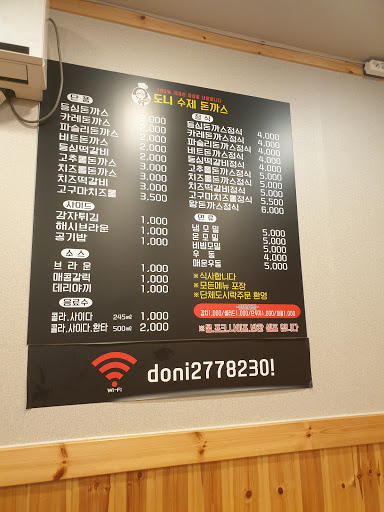 도니 수제 돈까스
단 품
등심돈까스 2,000
카레돈까스 2,000
파슬리돈까스 2,000
비트돈까스 2,000
등심떡갈비 2,000
고추롤돈까스 3,000
치즈롤돈까스 3,000
치즈떡갈비 3,000
고구마치즈롤 3,500
사이드
감자튀김 1,000
해시브라운 1,000
공기밥 1,000
소 스
브 라 운 1,000
매콤갈릭 1,000
데리야끼 1,000
음료수
콜라,사이다 245㎖ 1,000
콜라,사이다,환타 500㎖ 2,000
정 식
등심돈까스정식 4,000
카레돈까스정식 4,000
파슬리돈까스정식 4,000
비트돈까스정식 4,000
등심떡갈비정식 4,000
고추롤돈까스정식 5,000
치즈롤돈까스정식 5,000
치즈떡갈비정식 5,000
고구마치즈롤정식 5,500
왕돈까스정식 6,000
면 류
냉 모 밀 5,000
온 모 밀 5,000
비빔모밀 5,000
우 동 4,000
매운우동 5,000
※식사합니다
※모든메뉴 포장
※단체도시락주문 환영
WI-FI
doni2778230!